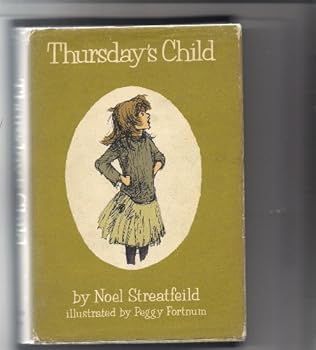 Thursday's Child
by Noel Streatfeild
illustrated by Peggy Fortnum